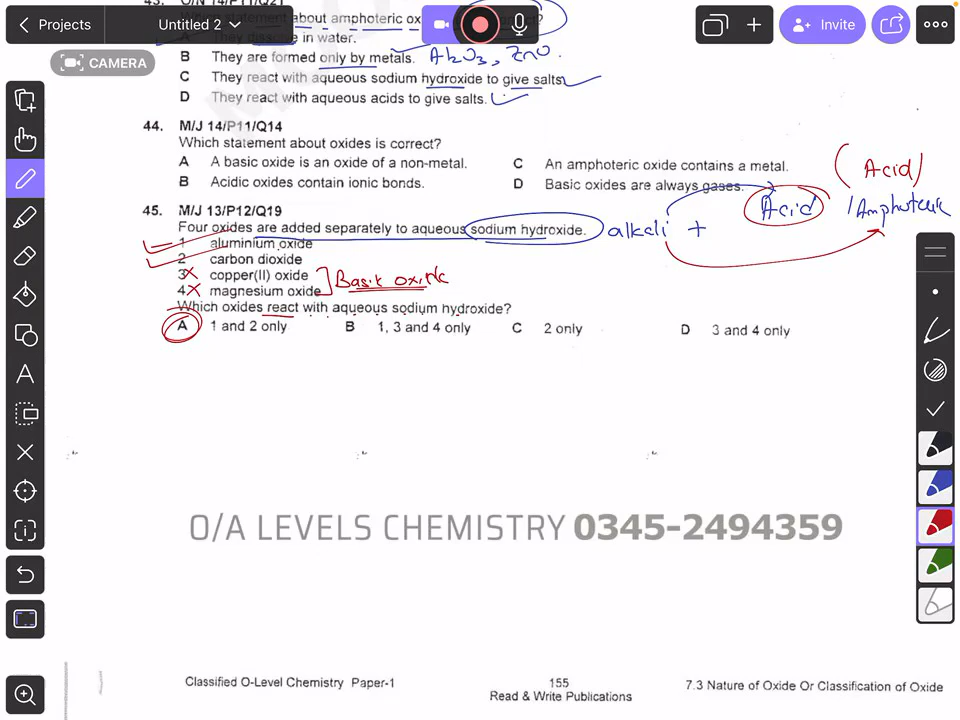 Projects
Untitled 2
Invite
CAMERA
43. O/N 14/P11/Q21
statement about amphoteric
A They dissolve in water.
B They are formed only by metals. Al2O3, ZnO.
C They react with aqueous sodium hydroxide to give salts.
D They react with aqueous acids to give salts.
44. M/J 14/P11/Q14
Which statement about oxides is correct?
A A basic oxide is an oxide of a non-metal.
B Acidic oxides contain ionic bonds.
C An amphoteric oxide contains a metal.
D Basic oxides are always gases.
(Acid)
45. M/J 13/P12/Q19
Four oxides are added separately to aqueous sodium hydroxide. alkali + Acid / Amphoteric
1 aluminium oxide
2 carbon dioxide
3 copper(II) oxide
4 magnesium oxide
Basic oxide
Which oxides react with aqueous sodium hydroxide?
A 1 and 2 only B 1, 3 and 4 only C 2 only D 3 and 4 only
O/A LEVELS CHEMISTRY 0345-2494359
Classified O-Level Chemistry Paper-1
155
Read & Write Publications
7.3 Nature of Oxide Or Classification of Oxide